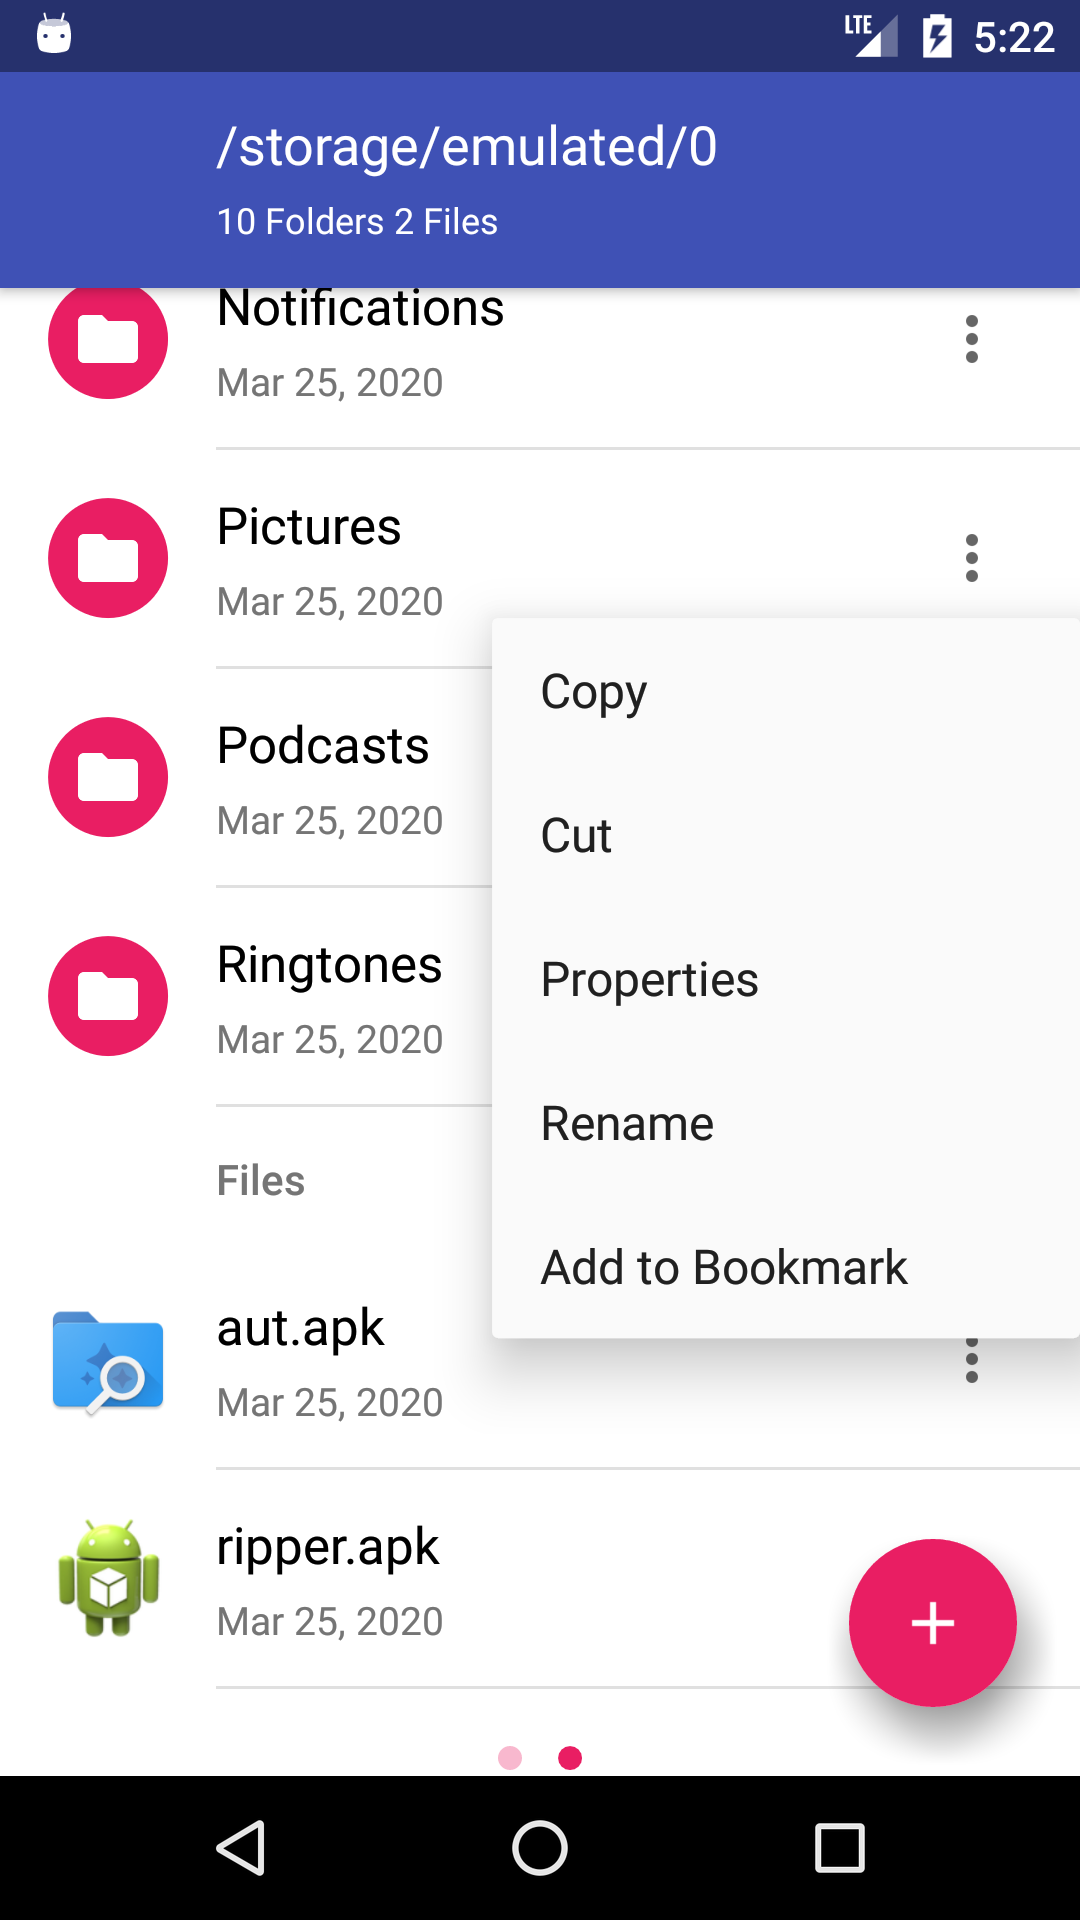 LTE 5:22
/storage/emulated/0
10 Folders 2 Files
Notifications
Mar 25, 2020
Pictures
Mar 25, 2020
Podcasts
Mar 25, 2020
Ringtones
Mar 25, 2020
Copy
Cut
Properties
Rename
Add to Bookmark
Files
aut.apk
Mar 25, 2020
ripper.apk
Mar 25, 2020